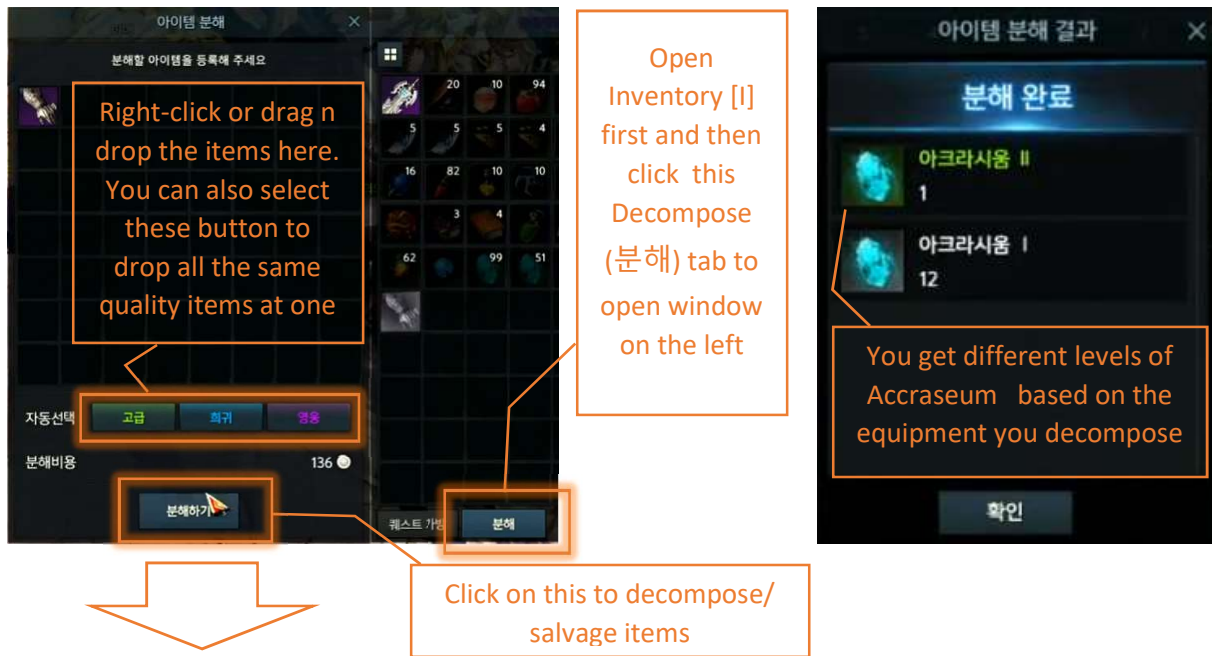 아이템 분해
분해할 아이템을 등록해 주세요
Right-click or drag n
drop the items here.
You can also select
these button to
drop all the same
quality items at one
자동선택 고급 희귀 영웅
분해비용 136
분해하기
20 10 94
5 5 5 4
16 82 10 10
3 4
62 99 51
퀘스트 가방 분해
Open
Inventory [I]
first and then
click this
Decompose
(분해) tab to
open window
on the left
Click on this to decompose/
salvage items
아이템 분해 결과
분해 완료
아크라시움 II
1
아크라시움 I
12
You get different levels of
Accraseum based on the
equipment you decompose
확인